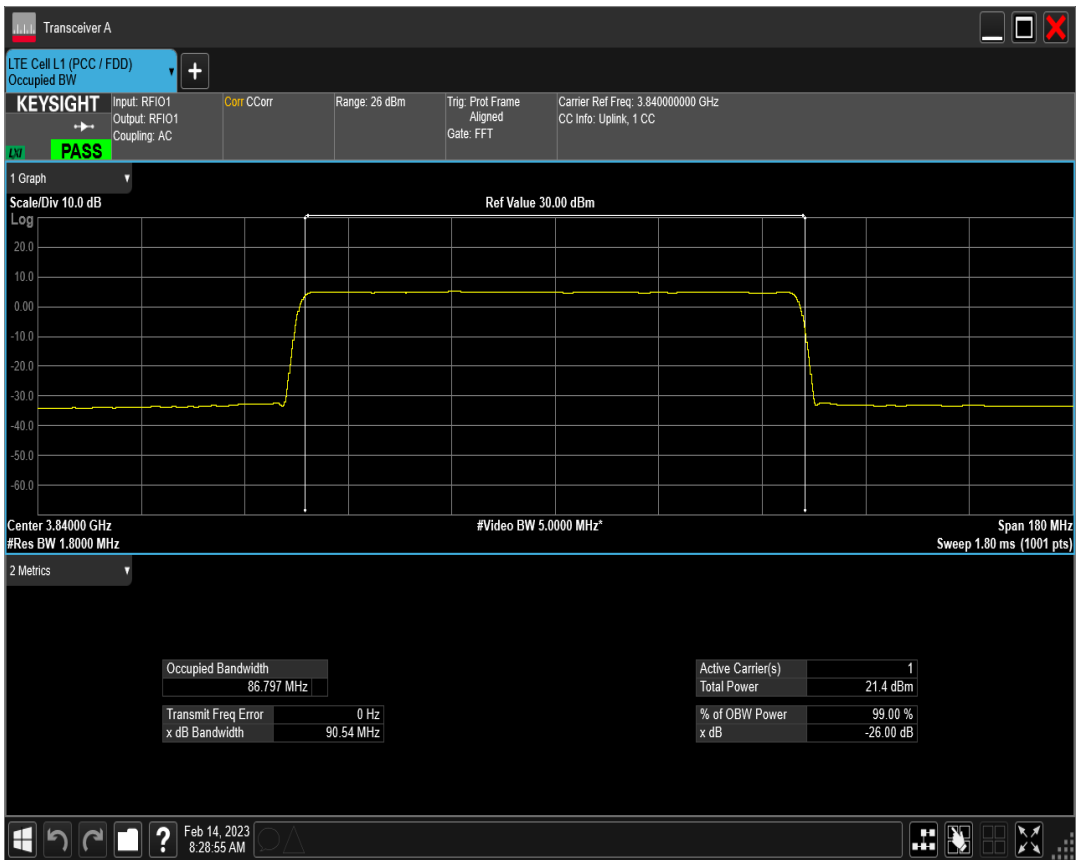 Transceiver A
LTE Cell L1 (PCC / FDD)
Occupied BW
KEYSIGHT
LXI
PASS
Input: RFIO1
Output: RFIO1
Coupling: AC
Corr CCorr
Range: 26 dBm
Trig: Prot Frame
Aligned
Gate: FFT
Carrier Ref Freq: 3.840000000 GHz
CC Info: Uplink, 1 CC
1 Graph
Scale/Div 10.0 dB
Ref Value 30.00 dBm
Log
20.0
10.0
0.00
-10.0
-20.0
-30.0
-40.0
-50.0
-60.0
Center 3.84000 GHz
#Video BW 5.0000 MHz*
Span 180 MHz
#Res BW 1.8000 MHz
Sweep 1.80 ms (1001 pts)
2 Metrics
Occupied Bandwidth
86.797 MHz
Transmit Freq Error 0 Hz
x dB Bandwidth 90.54 MHz
Active Carrier(s) 1
Total Power 21.4 dBm
% of OBW Power 99.00 %
x dB -26.00 dB
Feb 14, 2023
8:28:55 AM